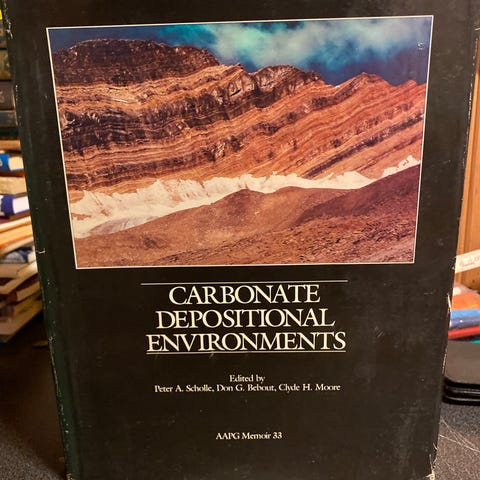 CARBONATE
DEPOSITIONAL
ENVIRONMENTS
Edited by
Peter A. Scholle, Don G. Bebout, Clyde H. Moore
AAPG Memoir 33